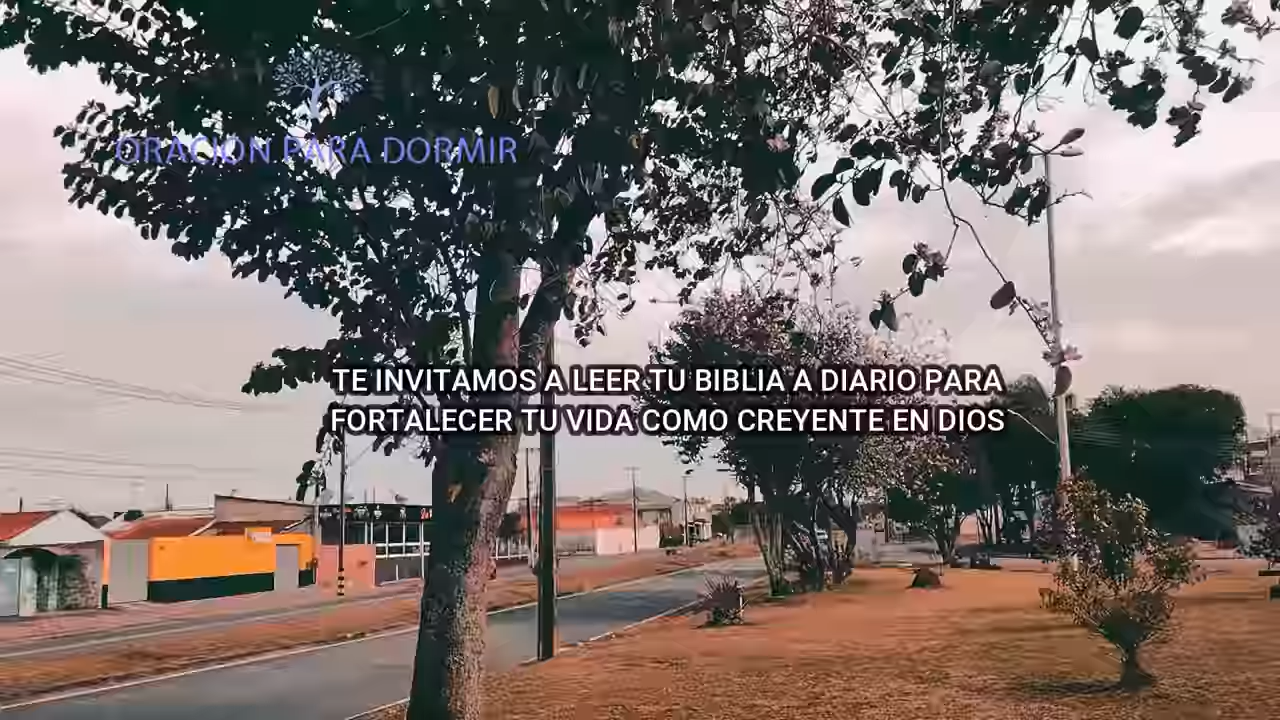 ORACION PARA DORMIR
TE INVITAMOS A LEER TU BIBLIA A DIARIO PARA
FORTALECER TU VIDA COMO CREYENTE EN DIOS